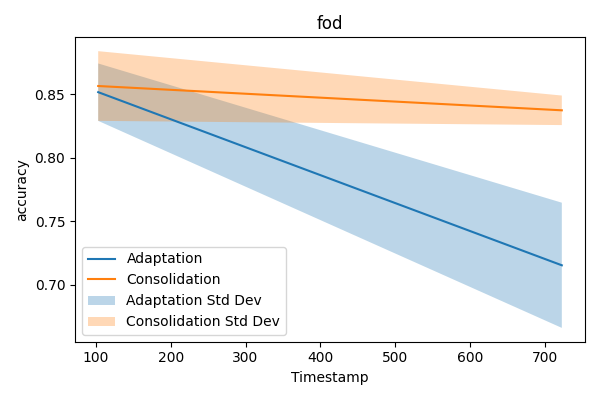 fod
accuracy
0.85
0.80
0.75
0.70
Adaptation
Consolidation
Adaptation Std Dev
Consolidation Std Dev
100 200 300 400 500 600 700
Timestamp